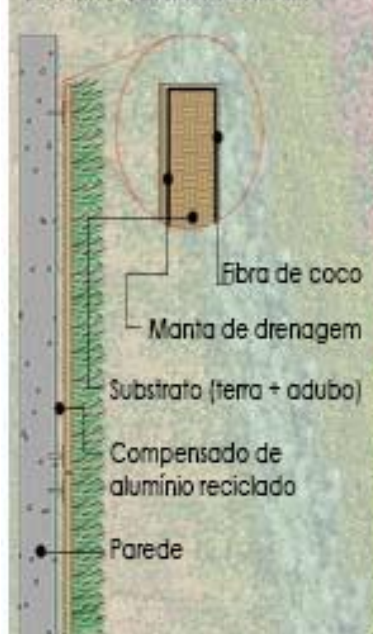 Fibra de coco
Manta de drenagem
Substrato (terra + adubo)
Compensado de
alumínio reciclado
Parede